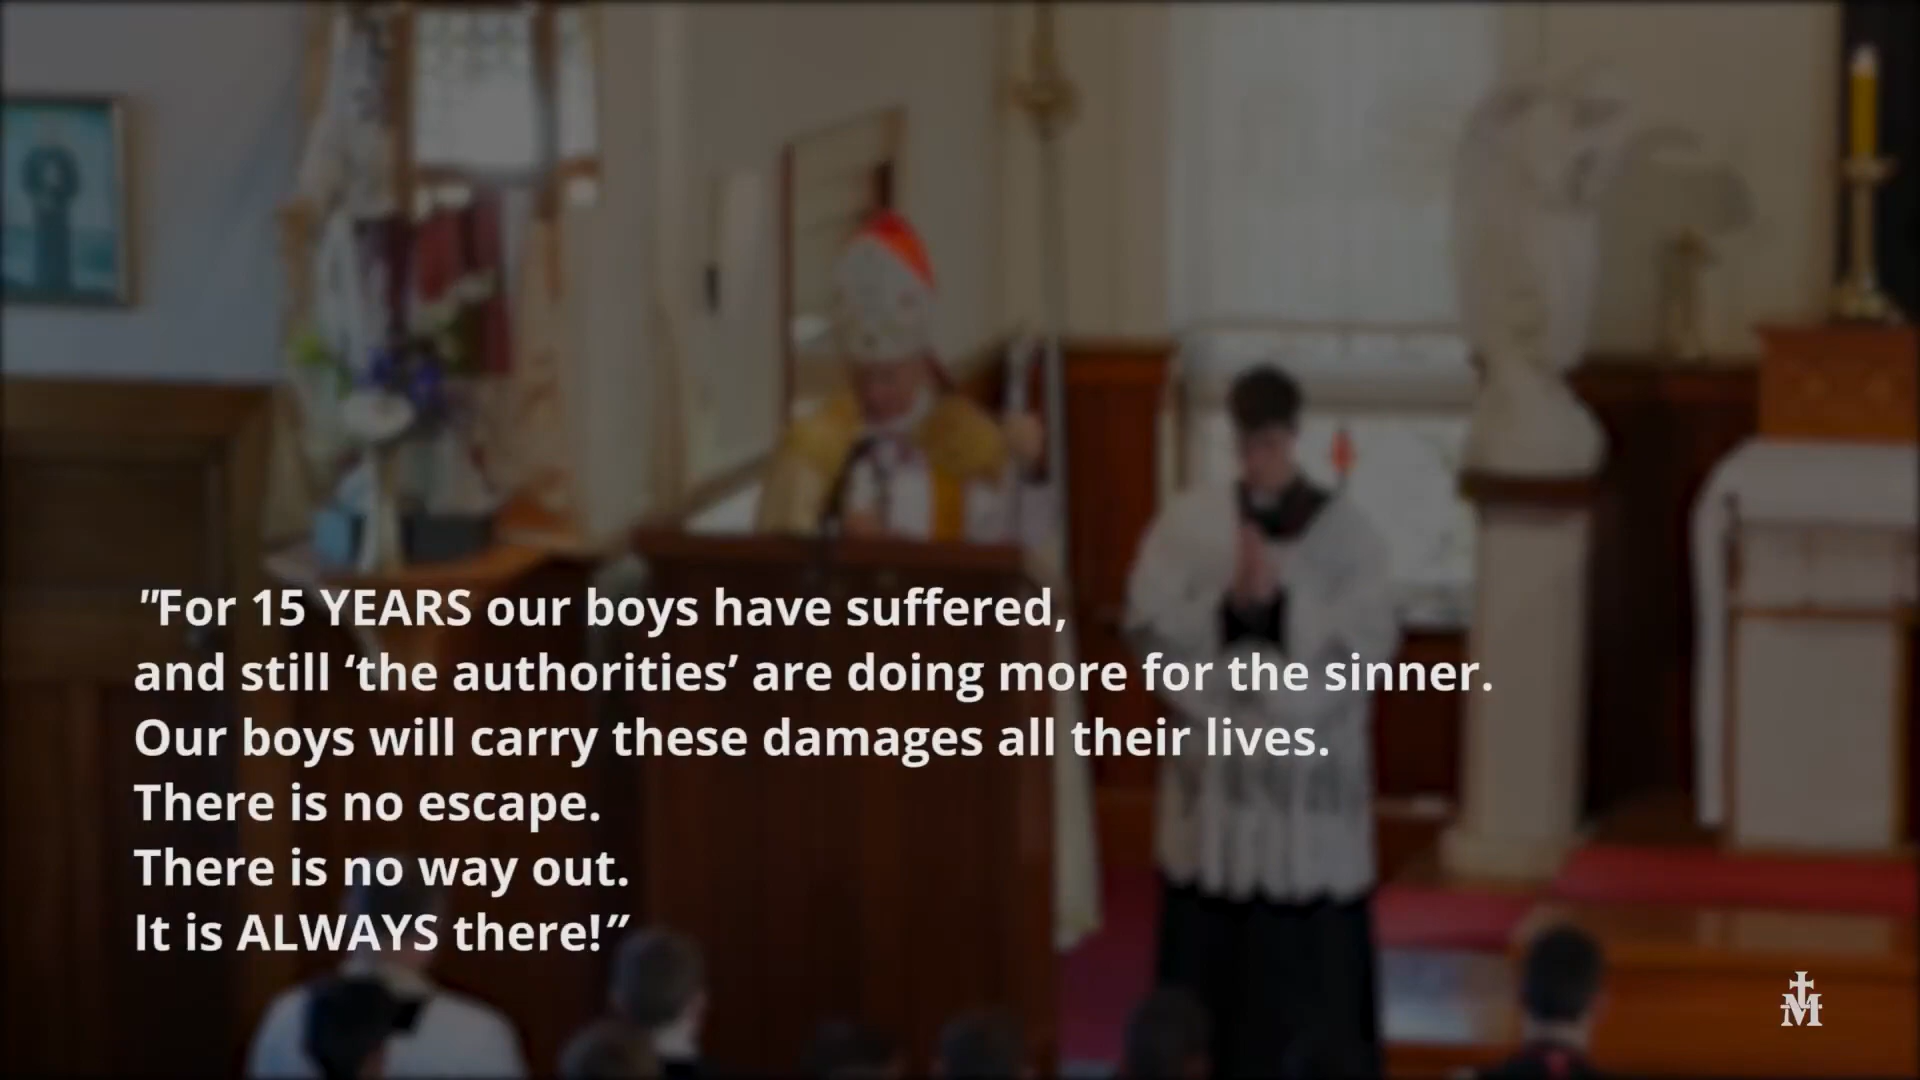 "For 15 YEARS our boys have suffered,
and still ‘the authorities’ are doing more for the sinner.
Our boys will carry these damages all their lives.
There is no escape.
There is no way out.
It is ALWAYS there!"
M